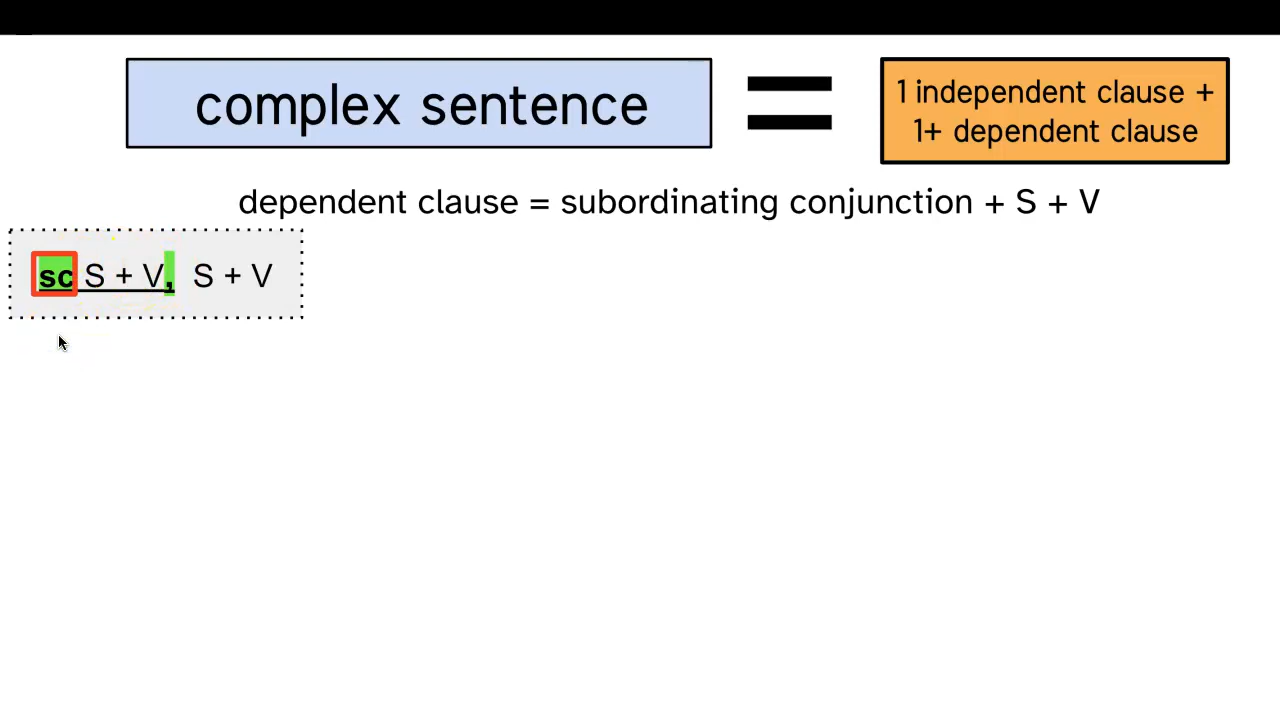 complex sentence
=
1 independent clause +
1+ dependent clause
dependent clause = subordinating conjunction + S + V
sc S + V, S + V